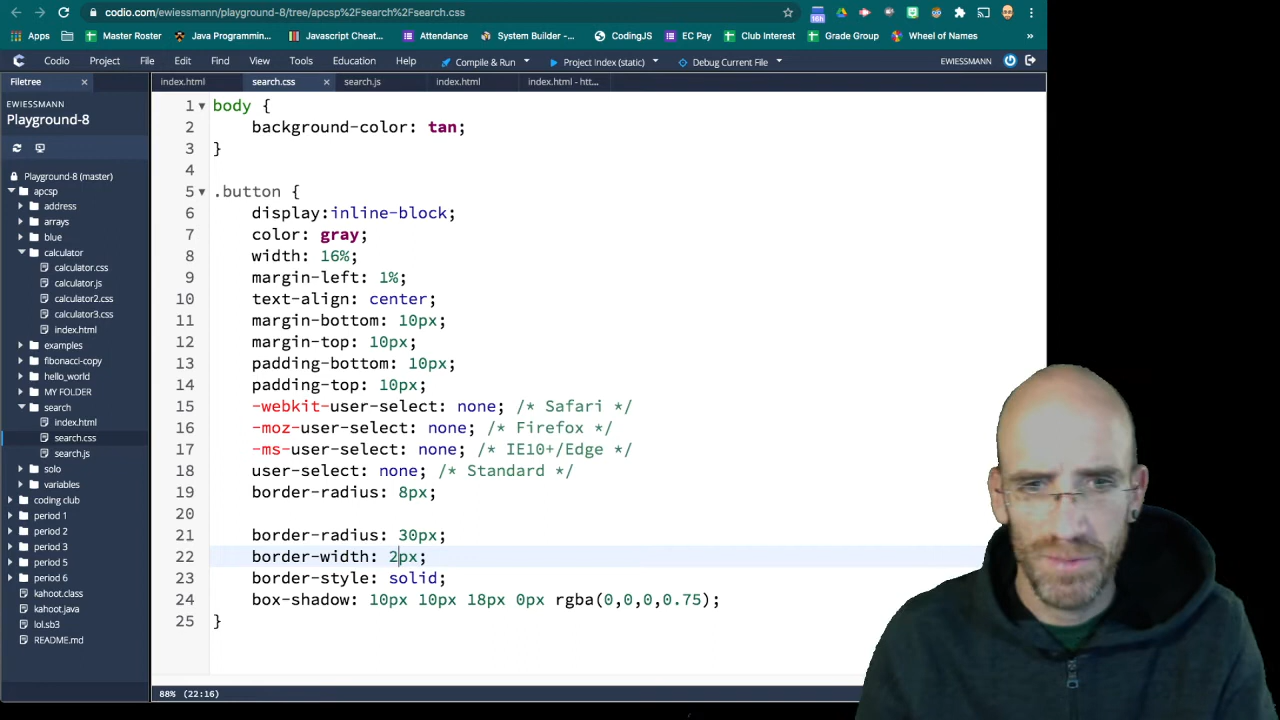 codio.com/ewiessmann/playground-8/tree/apcsp%2Fsearch%2Fsearch.css
16h
Apps Master Roster Java Programmin... Javascript Cheat... Attendance System Builder -... CodingJS EC Pay Club Interest Grade Group Wheel of Names »
Codio Project File Edit Find View Tools Education Help Compile & Run Project Index (static) Debug Current File EWIESSMANN
Filetree × index.html search.css × search.js index.html index.html - htt...
EWIESSMANN
Playground-8
Playground-8 (master)
apcsp
address
arrays
blue
calculator
calculator.css
calculator.js
calculator2.css
calculator3.css
index.html
examples
fibonacci-copy
hello_world
MY FOLDER
search
index.html
search.css
search.js
solo
variables
coding club
period 1
period 2
period 3
period 5
period 6
kahoot.class
kahoot.java
lol.sb3
README.md
1 body {
2 background-color: tan;
3 }
4
5 .button {
6 display:inline-block;
7 color: gray;
8 width: 16%;
9 margin-left: 1%;
10 text-align: center;
11 margin-bottom: 10px;
12 margin-top: 10px;
13 padding-bottom: 10px;
14 padding-top: 10px;
15 -webkit-user-select: none; /* Safari */
16 -moz-user-select: none; /* Firefox */
17 -ms-user-select: none; /* IE10+/Edge */
18 user-select: none; /* Standard */
19 border-radius: 8px;
20
21 border-radius: 30px;
22 border-width: 2px;
23 border-style: solid;
24 box-shadow: 10px 10px 18px 0px rgba(0,0,0,0.75);
25 }
88% (22:16)